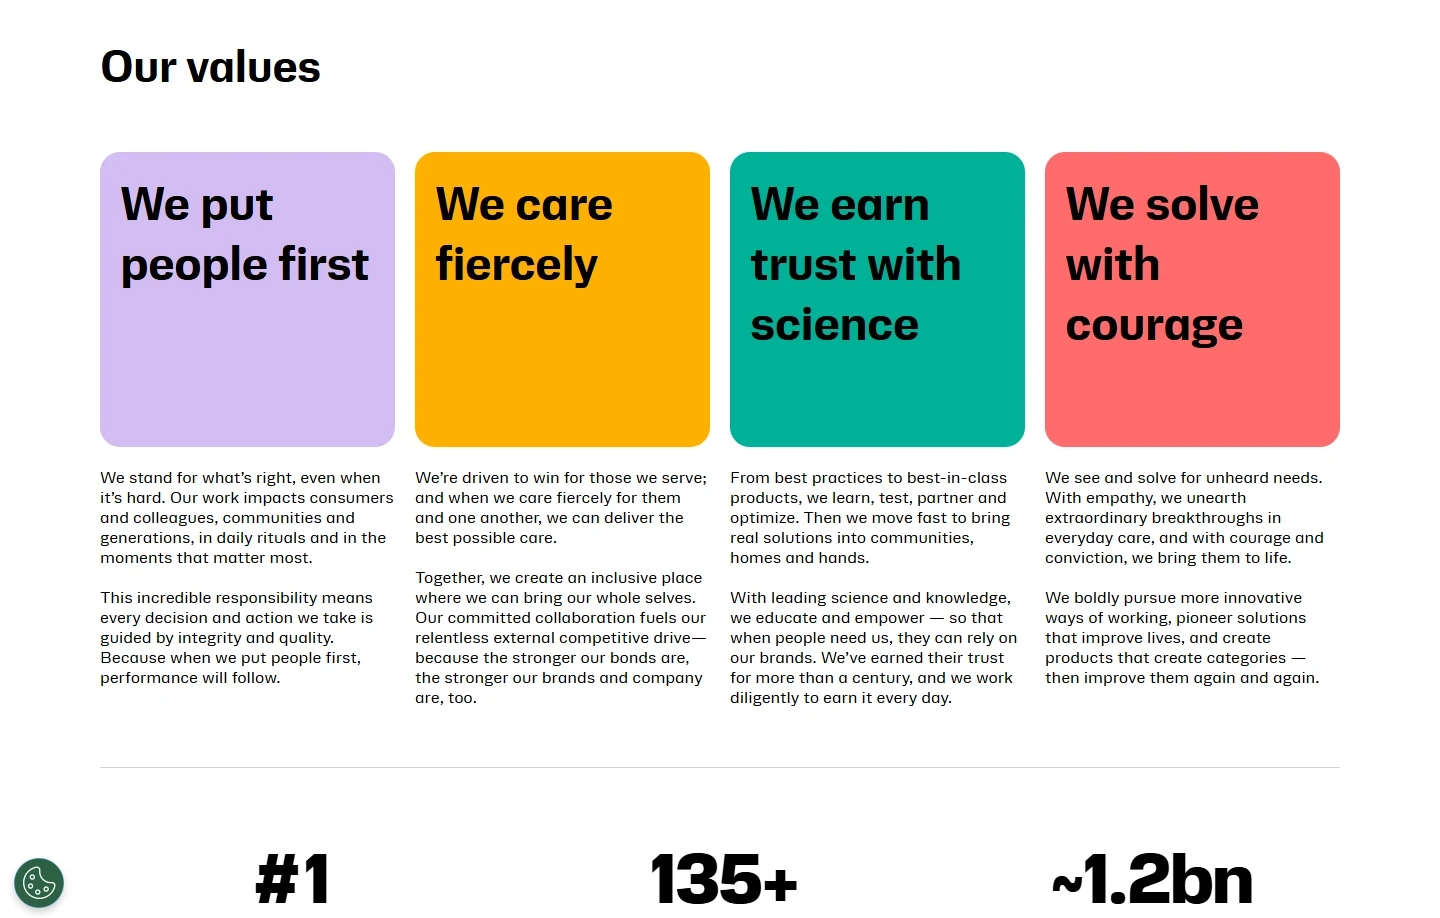 Our values
We put
people first
We stand for what’s right, even when
it’s hard. Our work impacts consumers
and colleagues, communities and
generations, in daily rituals and in the
moments that matter most.
This incredible responsibility means
every decision and action we take is
guided by integrity and quality.
Because when we put people first,
performance will follow.
We care
fiercely
We’re driven to win for those we serve;
and when we care fiercely for them
and one another, we can deliver the
best possible care.
Together, we create an inclusive place
where we can bring our whole selves.
Our committed collaboration fuels our
relentless external competitive drive—
because the stronger our bonds are,
the stronger our brands and company
are, too.
We earn
trust with
science
From best practices to best-in-class
products, we learn, test, partner and
optimize. Then we move fast to bring
real solutions into communities,
homes and hands.
With leading science and knowledge,
we educate and empower — so that
when people need us, they can rely on
our brands. We’ve earned their trust
for more than a century, and we work
diligently to earn it every day.
We solve
with
courage
We see and solve for unheard needs.
With empathy, we unearth
extraordinary breakthroughs in
everyday care, and with courage and
conviction, we bring them to life.
We boldly pursue more innovative
ways of working, pioneer solutions
that improve lives, and create
products that create categories —
then improve them again and again.
#1
135+
~1.2bn